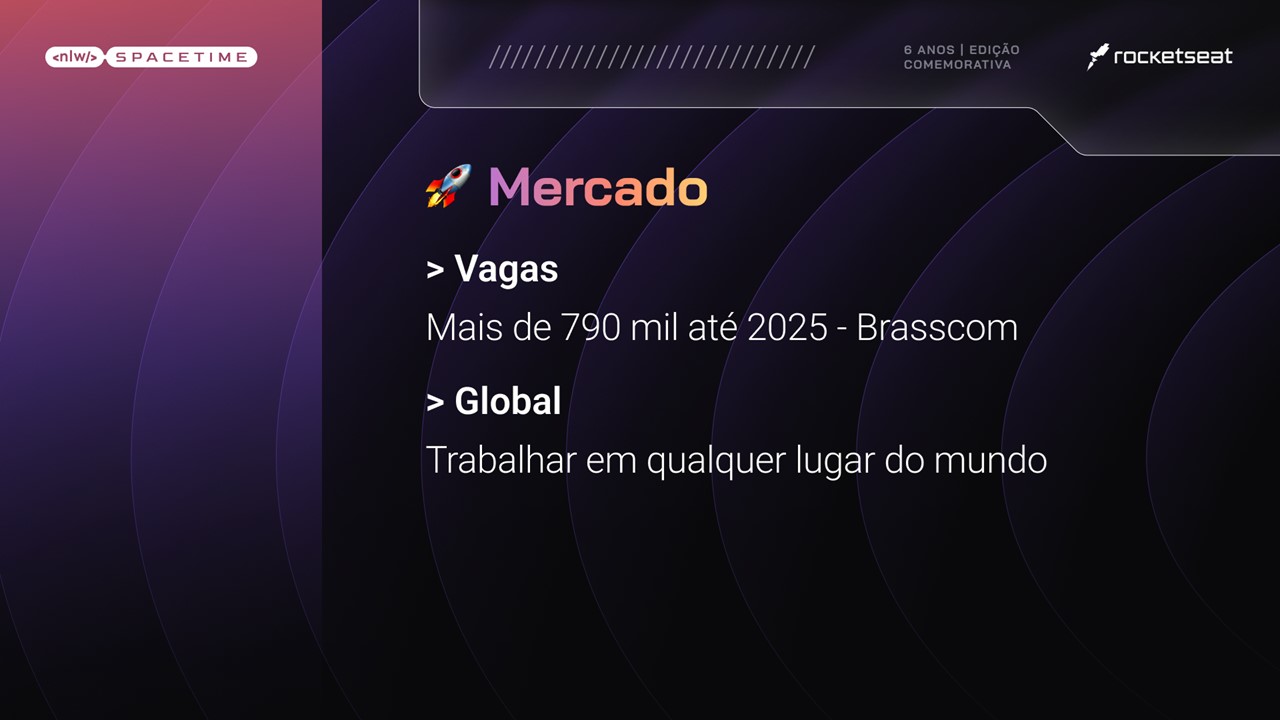 <nlw/> SPACETIME
////////////////////////////
6 ANOS | EDIÇÃO
COMEMORATIVA
rocketseat
🚀 Mercado
> Vagas
Mais de 790 mil até 2025 - Brasscom
> Global
Trabalhar em qualquer lugar do mundo